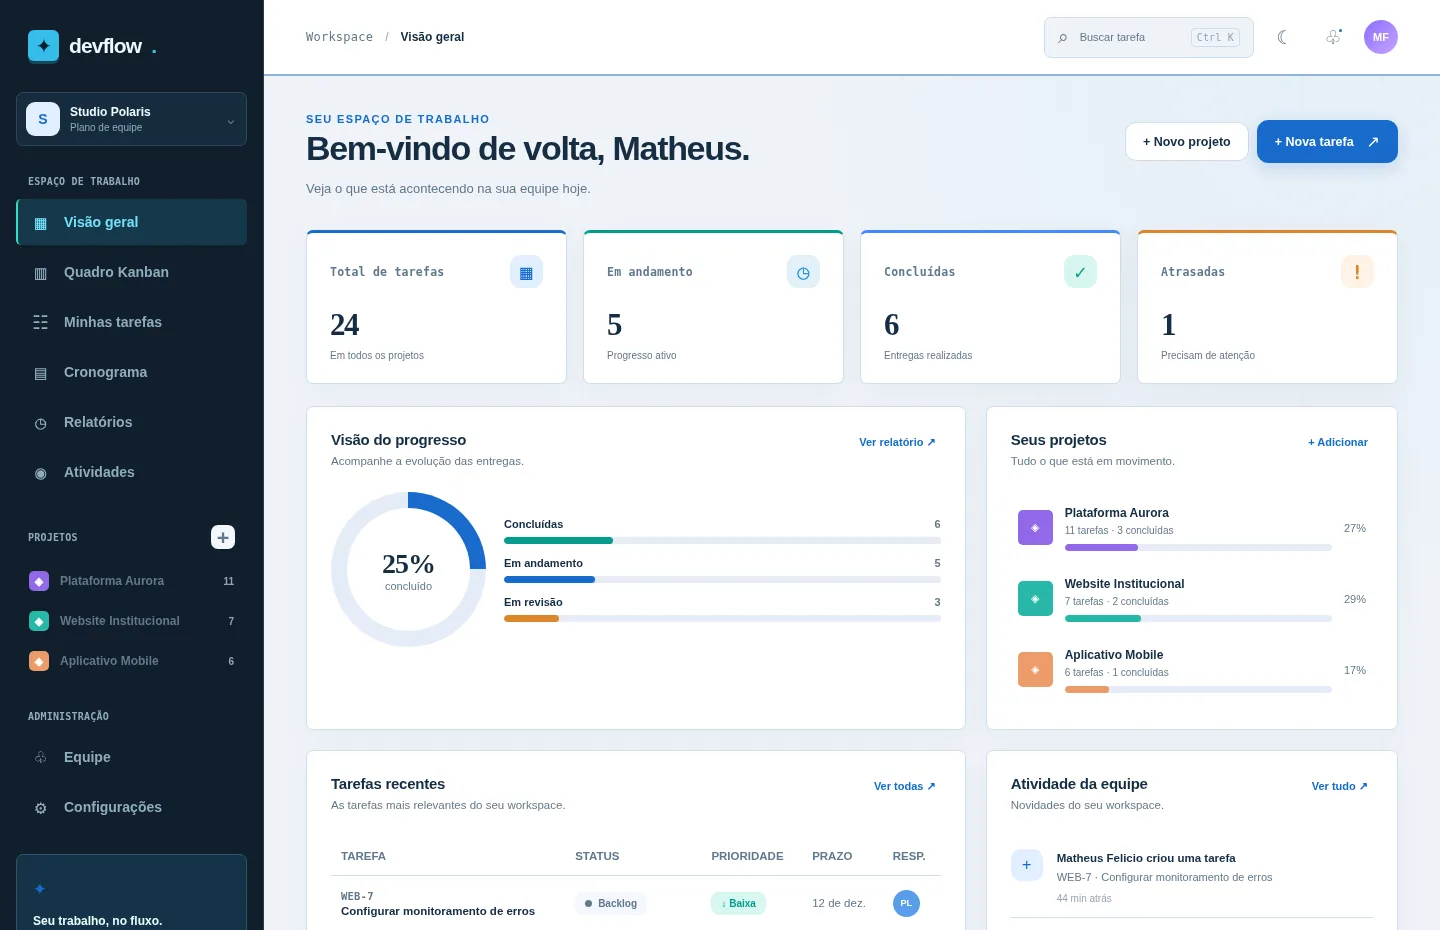 devflow.
S
Studio Polaris
Plano de equipe
ESPAÇO DE TRABALHO
Visão geral
Quadro Kanban
Minhas tarefas
Cronograma
Relatórios
Atividades
PROJETOS
+
Plataforma Aurora 11
Website Institucional 7
Aplicativo Mobile 6
ADMINISTRAÇÃO
Equipe
Configurações
Seu trabalho, no fluxo.
Workspace / Visão geral
Buscar tarefa Ctrl K
MF
SEU ESPAÇO DE TRABALHO
Bem-vindo de volta, Matheus.
Veja o que está acontecendo na sua equipe hoje.
+ Novo projeto
+ Nova tarefa ↗
Total de tarefas
24
Em todos os projetos
Em andamento
5
Progresso ativo
Concluídas
✓
6
Entregas realizadas
Atrasadas
!
1
Precisam de atenção
Visão do progresso
Ver relatório ↗
Acompanhe a evolução das entregas.
25%
concluído
Concluídas 6
Em andamento 5
Em revisão 3
Seus projetos
+ Adicionar
Tudo o que está em movimento.
Plataforma Aurora
11 tarefas · 3 concluídas
27%
Website Institucional
7 tarefas · 2 concluídas
29%
Aplicativo Mobile
6 tarefas · 1 concluídas
17%
Tarefas recentes
Ver todas ↗
As tarefas mais relevantes do seu workspace.
TAREFA STATUS PRIORIDADE PRAZO RESP.
WEB-7
Configurar monitoramento de erros
Backlog
↓ Baixa
12 de dez.
PL
Atividade da equipe
Ver tudo ↗
Novidades do seu workspace.
+
Matheus Felicio criou uma tarefa
WEB-7 · Configurar monitoramento de erros
44 min atrás